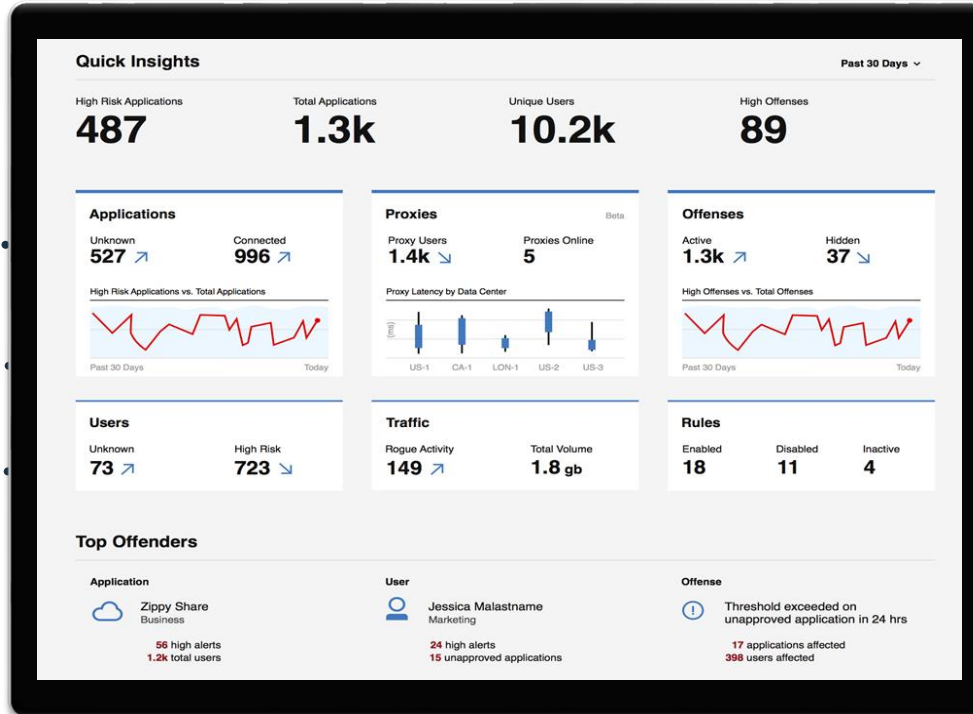 Quick Insights
Past 30 Days
High Risk Applications
Total Applications
Unique Users
High Offenses
487
1.3k
10.2k
89
Applications
Unknown
Connected
527
996
High Risk Applications vs. Total Applications
Past 30 Days
Today
Proxies
Beta
Proxy Users
Proxies Online
1.4k
5
Proxy Latency by Data Center
(ms)
US-1
CA-1
LON-1
US-2
US-3
Offenses
Active
Hidden
1.3k
37
High Offenses vs. Total Offenses
Past 30 Days
Today
Users
Unknown
High Risk
73
723
Traffic
Rogue Activity
Total Volume
149
1.8 gb
Rules
Enabled
Disabled
Inactive
18
11
4
Top Offenders
Application
Zippy Share
Business
56 high alerts
1.2k total users
User
Jessica Malastname
Marketing
24 high alerts
15 unapproved applications
Offense
Threshold exceeded on
unapproved application in 24 hrs
17 applications affected
398 users affected